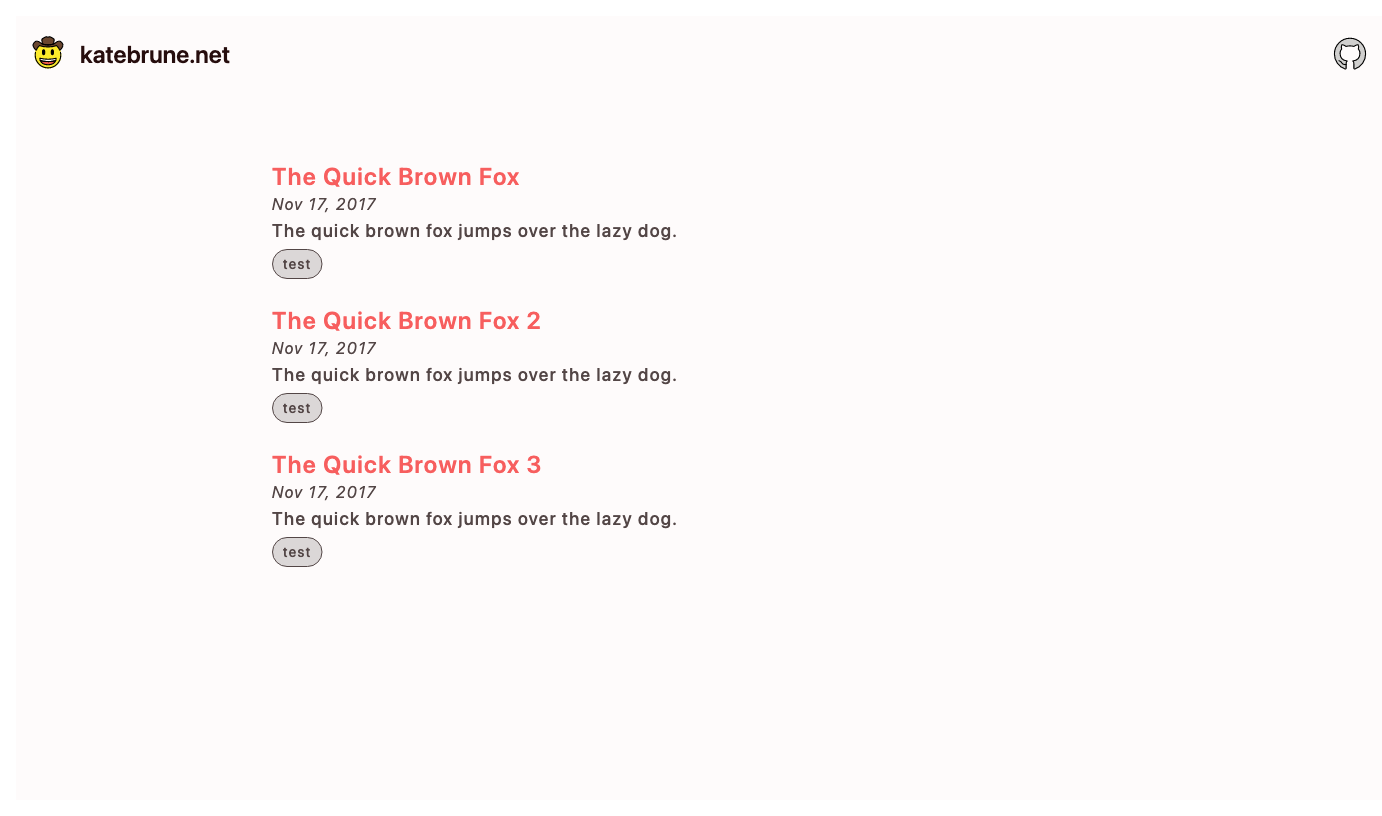 katebrune.net
The Quick Brown Fox
Nov 17, 2017
The quick brown fox jumps over the lazy dog.
test
The Quick Brown Fox 2
Nov 17, 2017
The quick brown fox jumps over the lazy dog.
test
The Quick Brown Fox 3
Nov 17, 2017
The quick brown fox jumps over the lazy dog.
test